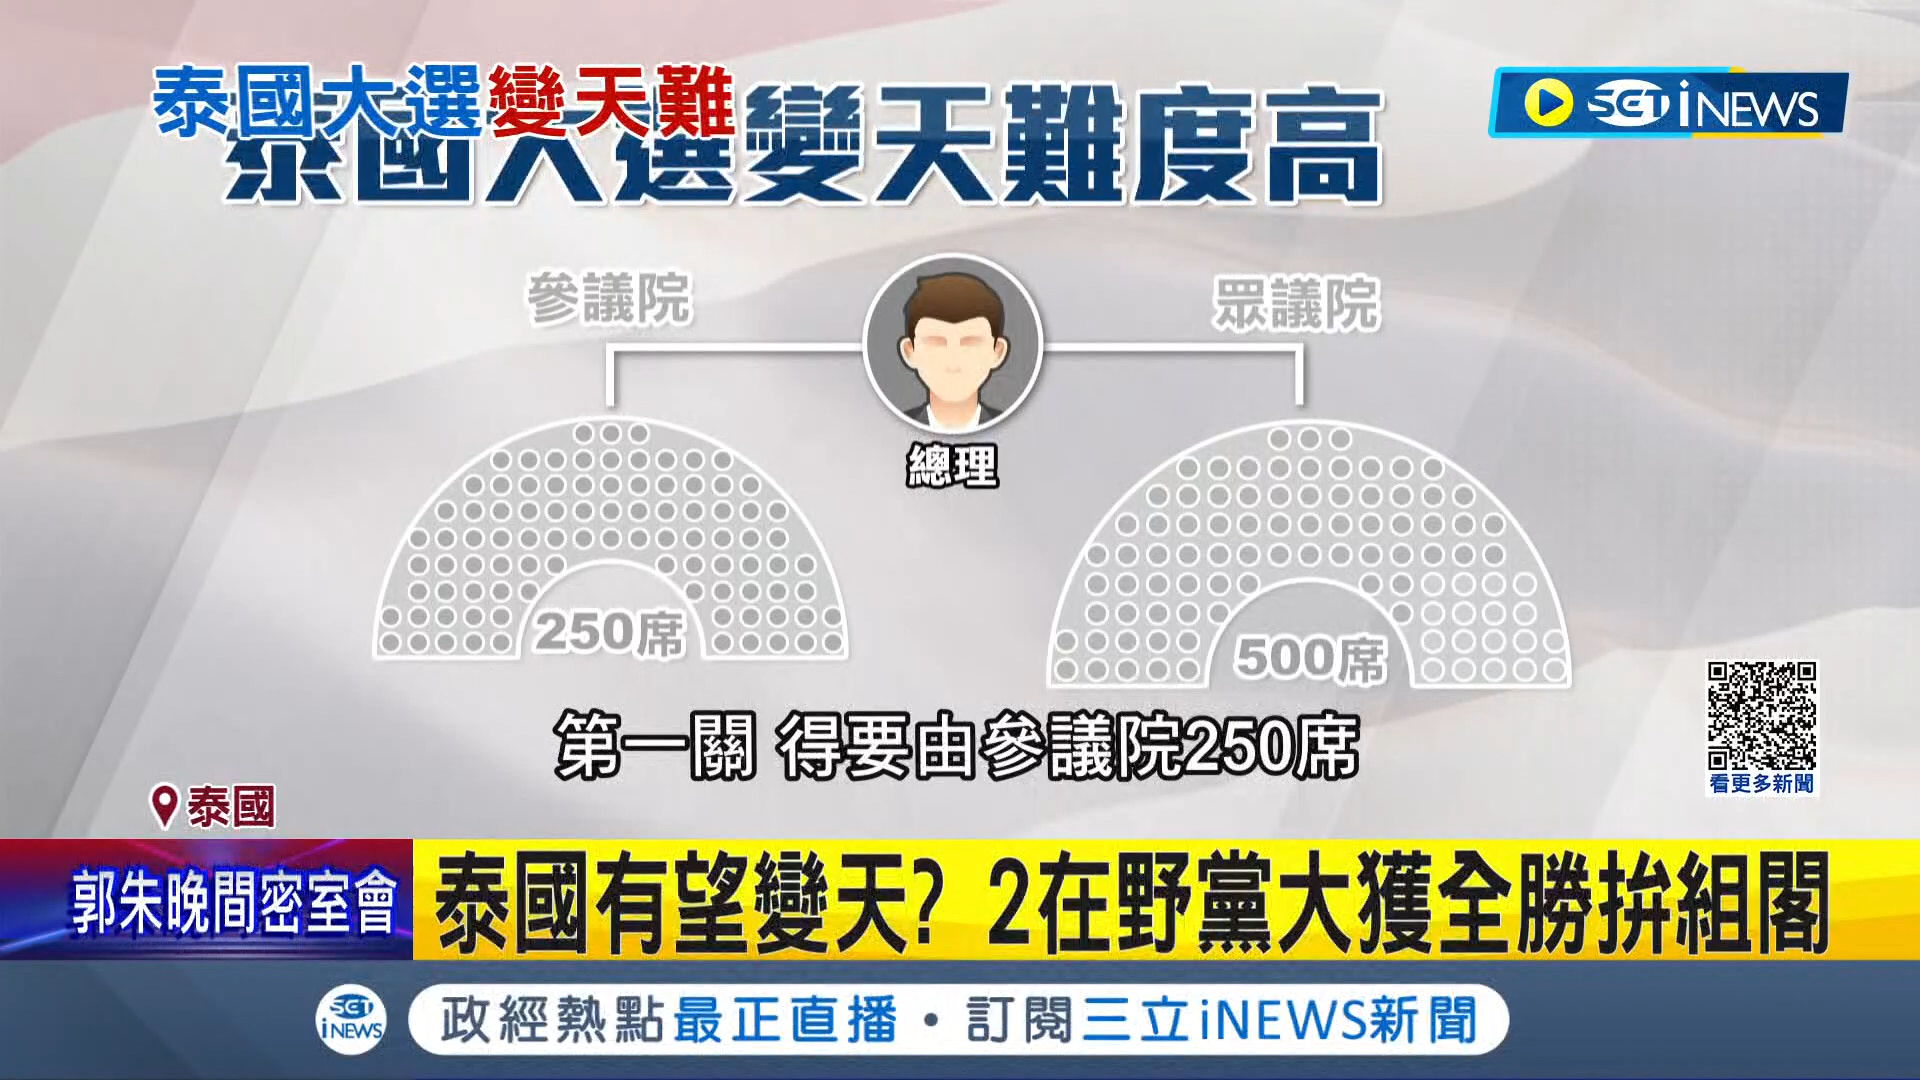 泰國大選變天難
SET iNEWS
泰國大選變天難度高
參議院
眾議院
總理
250席
500席
第一關 得要由參議院250席
看更多新聞
泰國
郭朱晚間密室會
泰國有望變天? 2在野黨大獲全勝拚組閣
SET iNEWS
政經熱點最正直播・訂閱三立iNEWS新聞